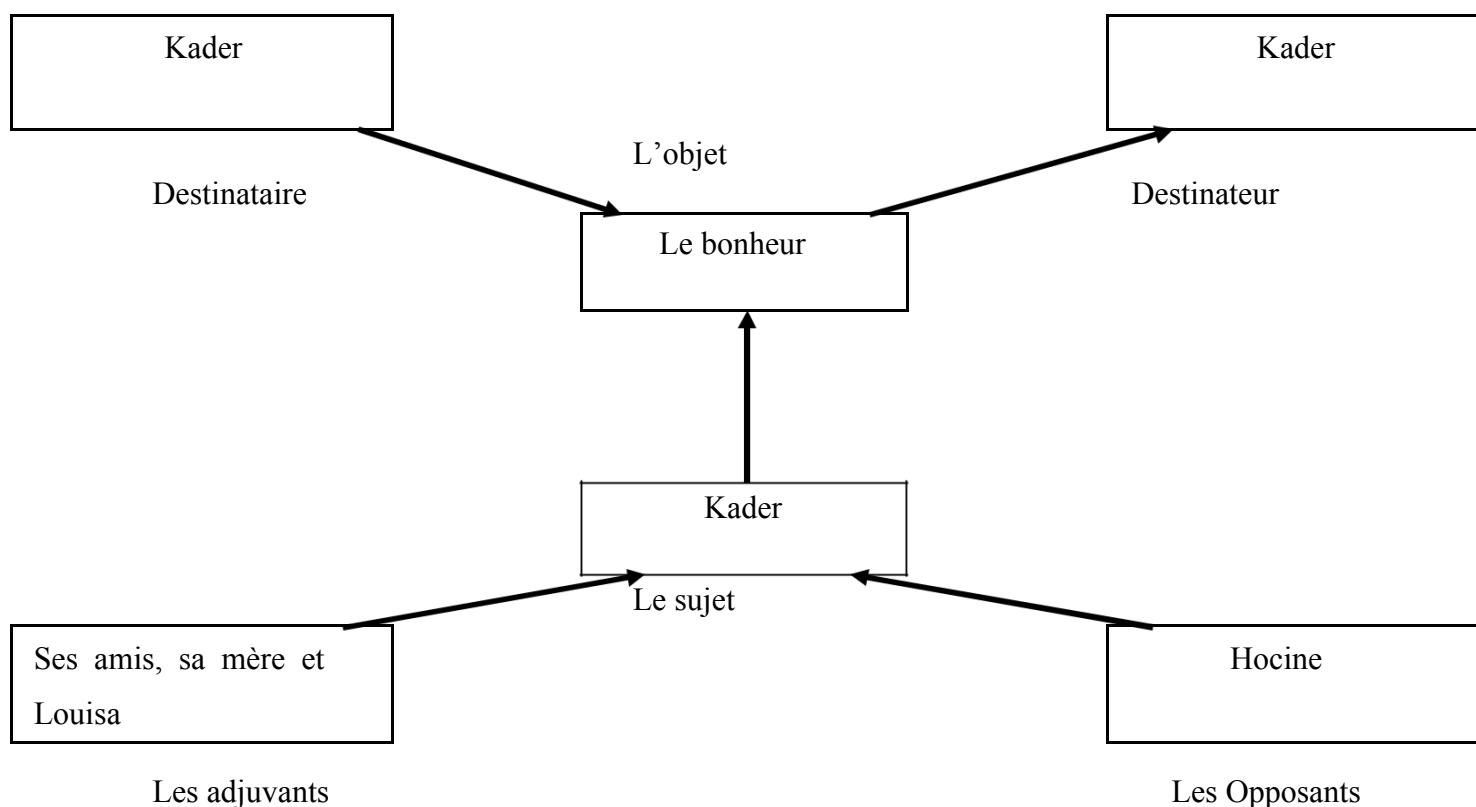 Kader
Kader
L’objet
Destinataire
Destinateur
Le bonheur
Kader
Le sujet
Ses amis, sa mère et
Louisa
Hocine
Les adjuvants
Les Opposants